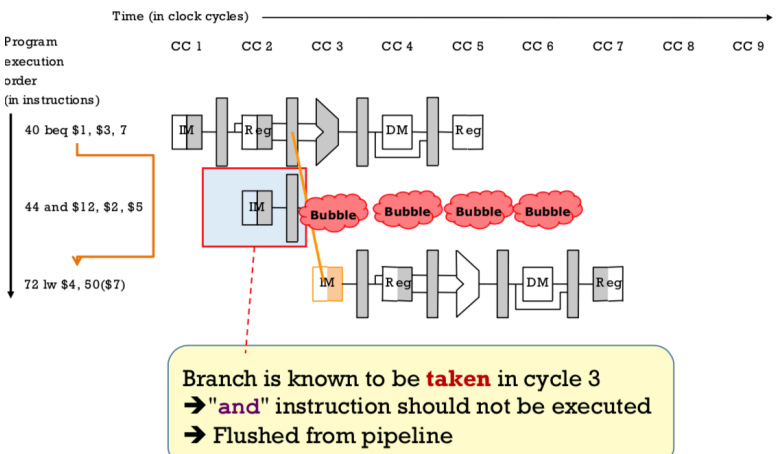 Time (in clock cycles)
CC 1 CC 2 CC 3 CC 4 CC 5 CC 6 CC 7 CC 8 CC 9
Program
execution
order
(in instructions)
40 beq $1, $3, 7
IM Reg DM Reg
44 and $12, $2, $5
IM Bubble Bubble Bubble Bubble
72 lw $4, 50($7)
IM Reg DM Reg
Branch is known to be taken in cycle 3
➔"and" instruction should not be executed
➔ Flushed from pipeline